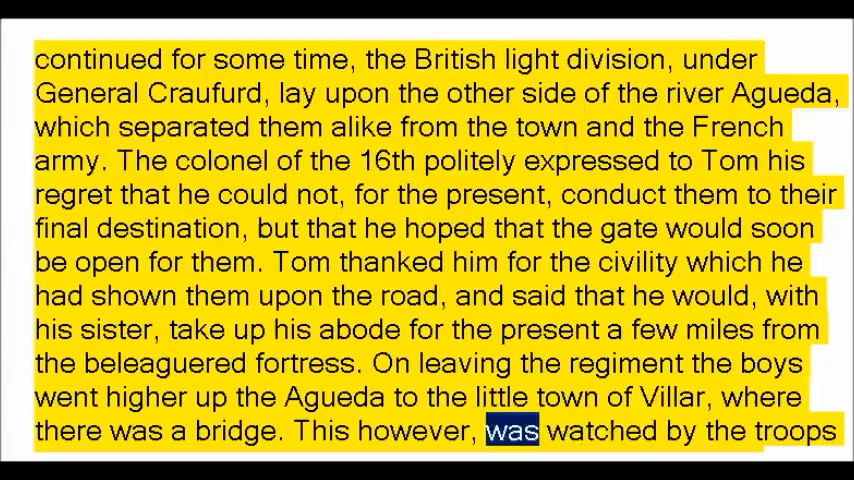 continued for some time, the British light division, under
General Craufurd, lay upon the other side of the river Agueda,
which separated them alike from the town and the French
army. The colonel of the 16th politely expressed to Tom his
regret that he could not, for the present, conduct them to their
final destination, but that he hoped that the gate would soon
be open for them. Tom thanked him for the civility which he
had shown them upon the road, and said that he would, with
his sister, take up his abode for the present a few miles from
the beleaguered fortress. On leaving the regiment the boys
went higher up the Agueda to the little town of Villar, where
there was a bridge. This however, was watched by the troops